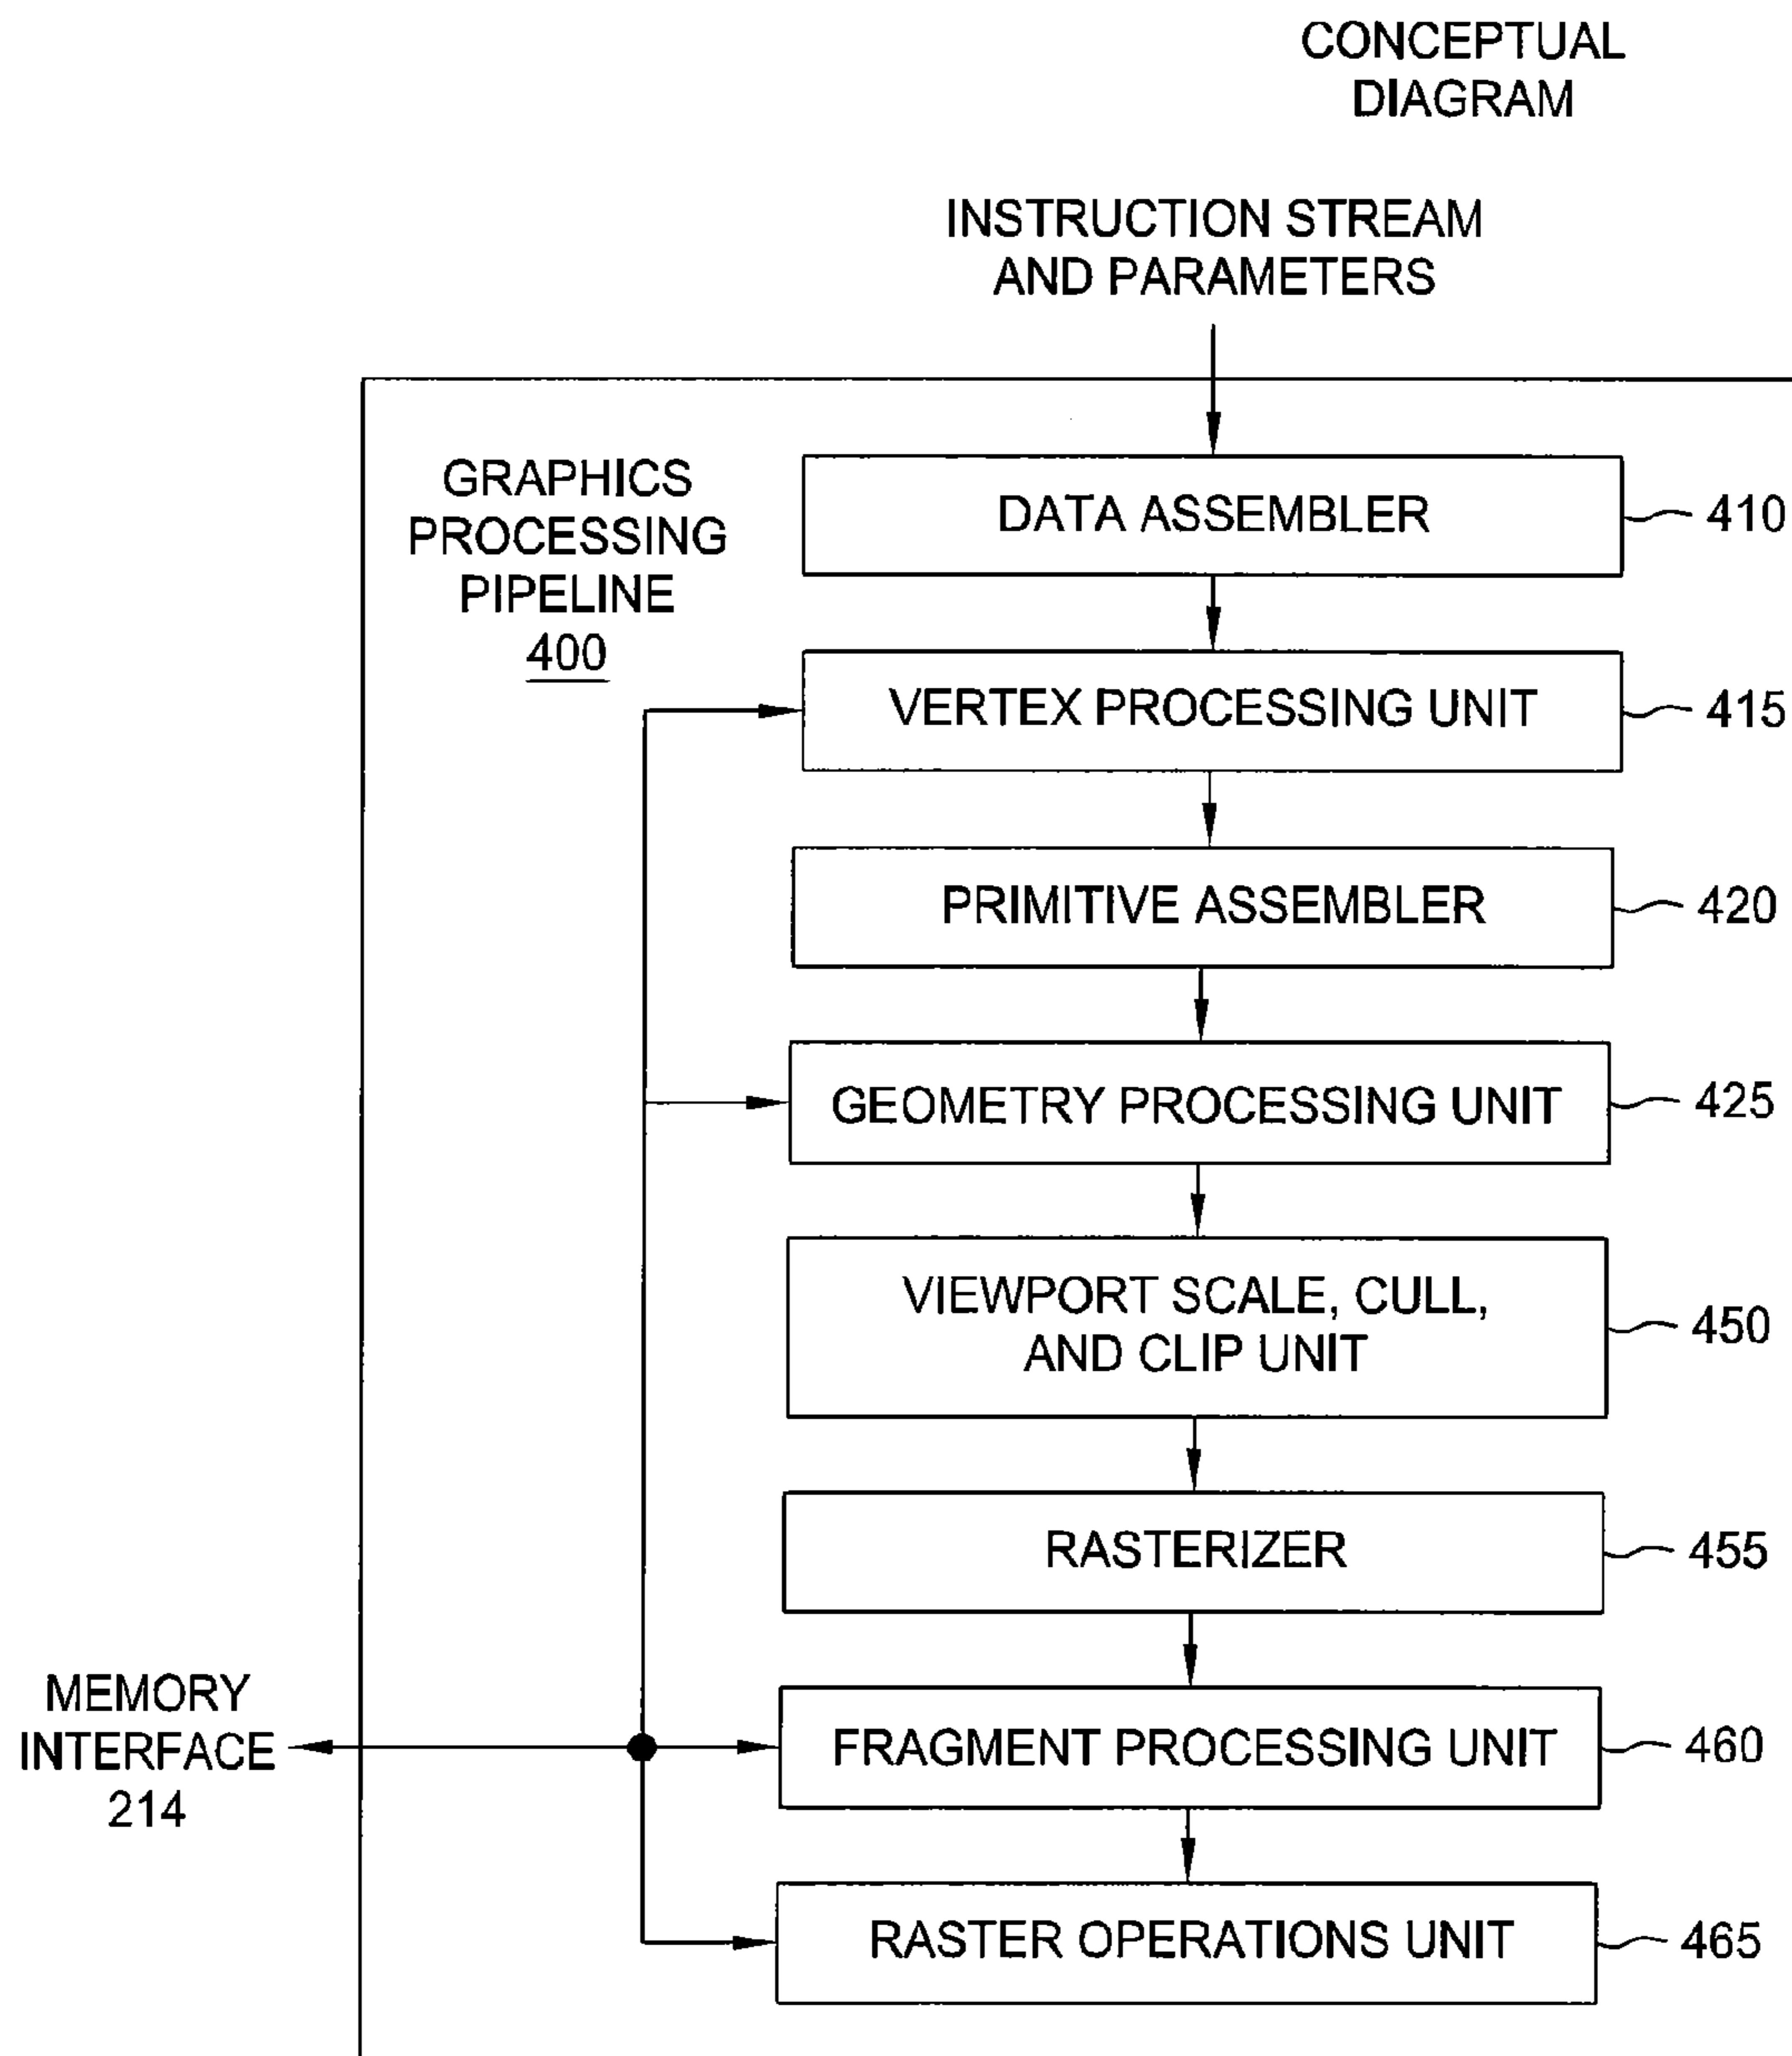 CONCEPTUAL
DIAGRAM
INSTRUCTION STREAM
AND PARAMETERS
GRAPHICS
PROCESSING
PIPELINE
400
DATA ASSEMBLER
410
VERTEX PROCESSING UNIT
415
PRIMITIVE ASSEMBLER
420
GEOMETRY PROCESSING UNIT
425
VIEWPORT SCALE, CULL,
AND CLIP UNIT
450
RASTERIZER
455
MEMORY
INTERFACE
214
FRAGMENT PROCESSING UNIT
460
RASTER OPERATIONS UNIT
465